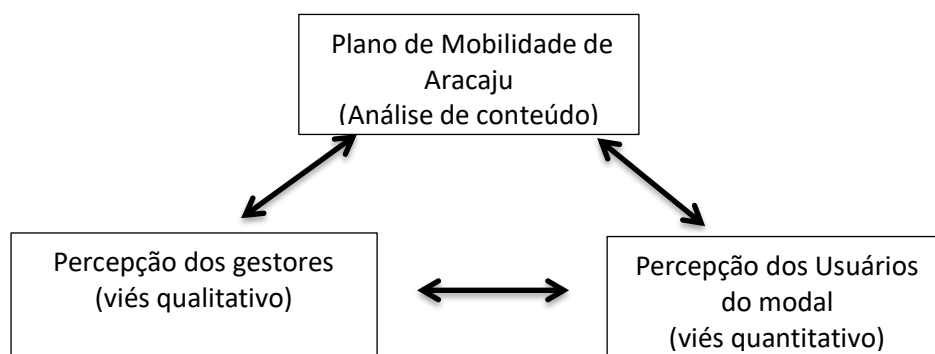 Plano de Mobilidade de
Aracaju
(Análise de conteúdo)
Percepção dos gestores
(viés qualitativo)
Percepção dos Usuários
do modal
(viés quantitativo)